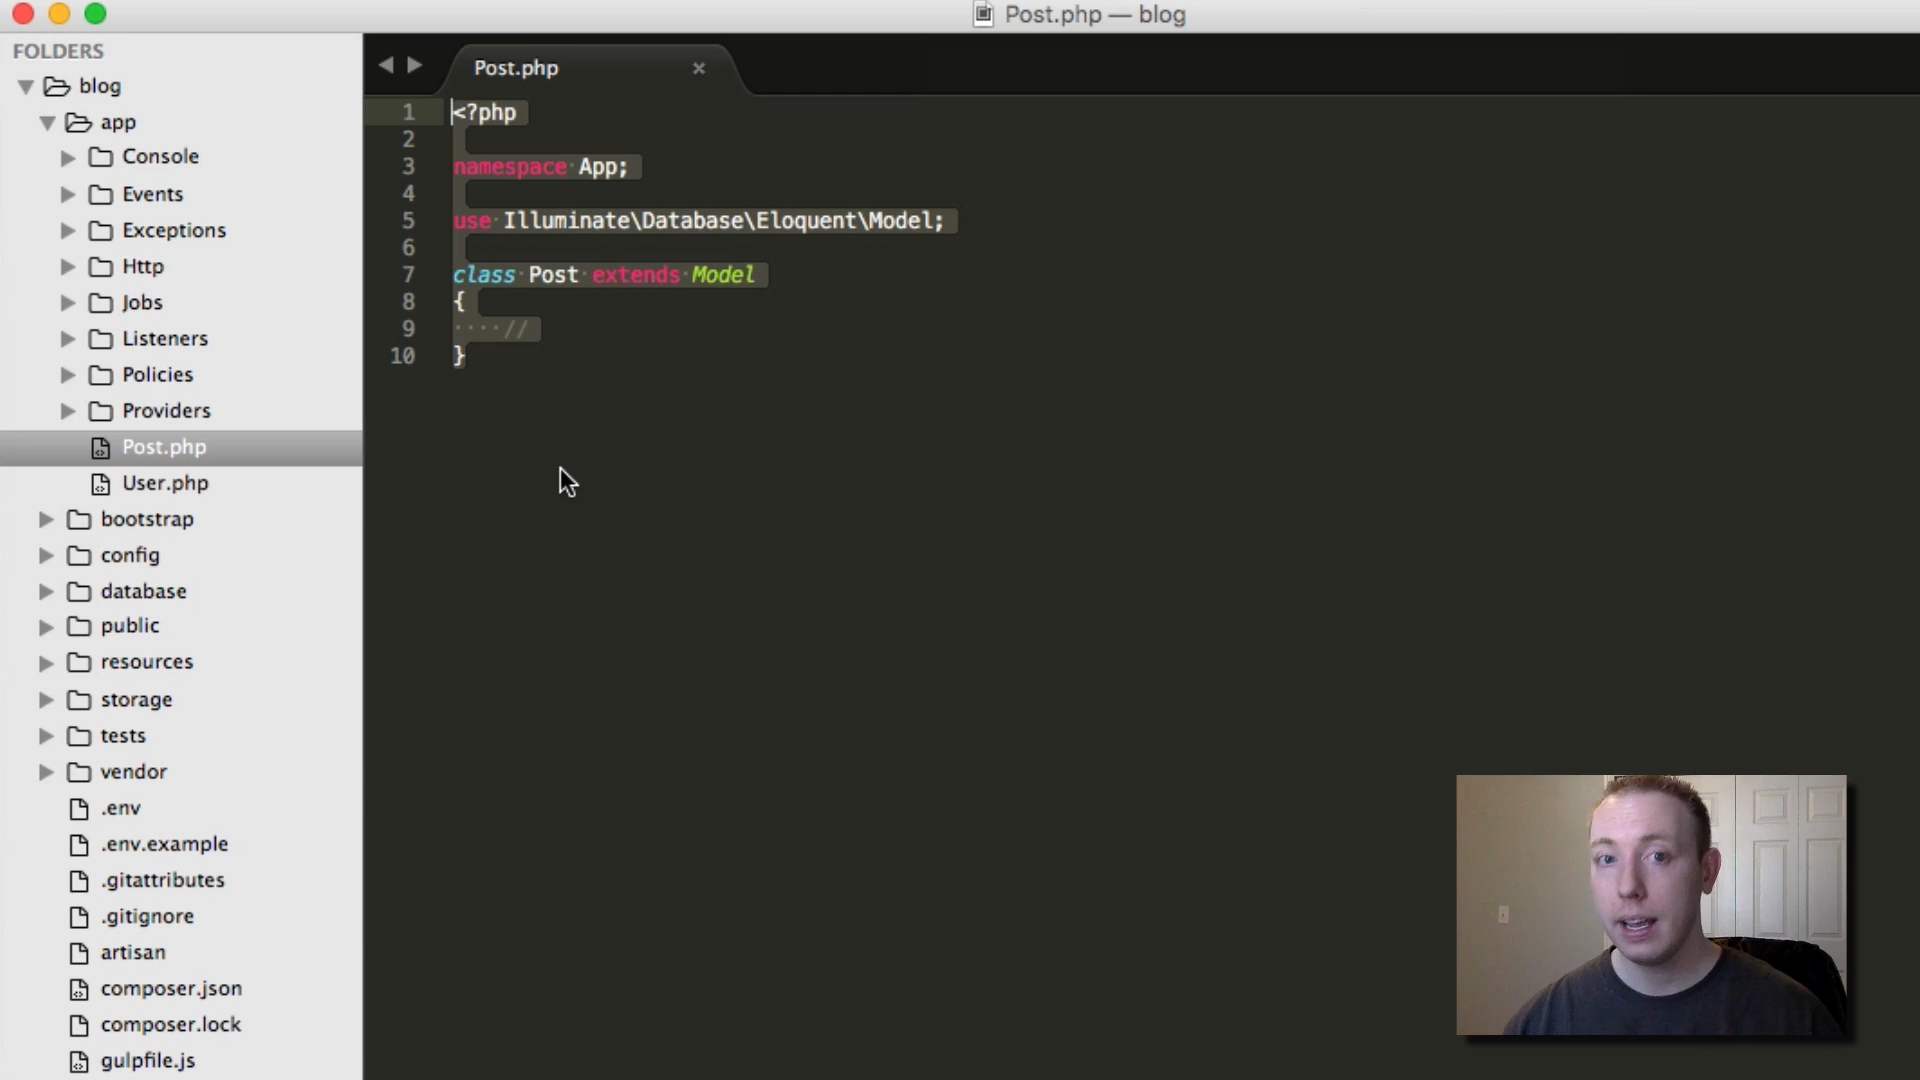 Post.php — blog
FOLDERS
blog
app
Console
Events
Exceptions
Http
Jobs
Listeners
Policies
Providers
Post.php
User.php
bootstrap
config
database
public
resources
storage
tests
vendor
.env
.env.example
.gitattributes
.gitignore
artisan
composer.json
composer.lock
gulpfile.js
Post.php
1 <?php
2
3 namespace App;
4
5 use Illuminate\Database\Eloquent\Model;
6
7 class Post extends Model
8 {
9     //
10 }